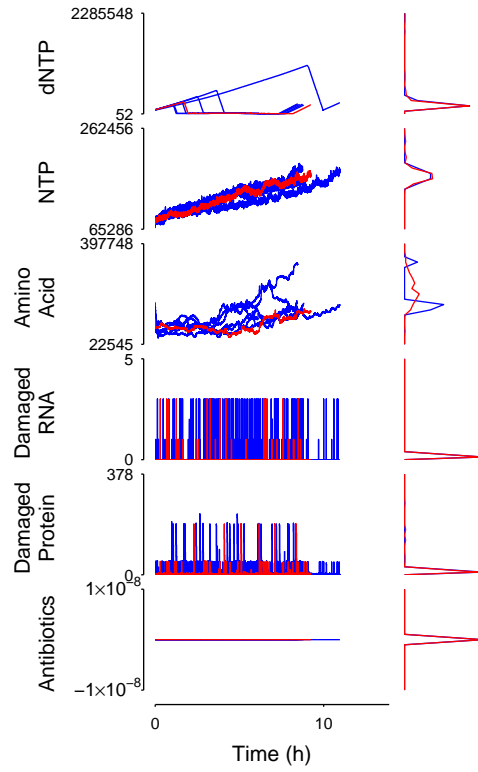 2285548
dNTP
52
262456
NTP
65286
397748
Amino
Acid
22545
5
Damaged
RNA
0
378
Damaged
Protein
0
1×10⁻⁸
Antibiotics
−1×10⁻⁸
0 10
Time (h)